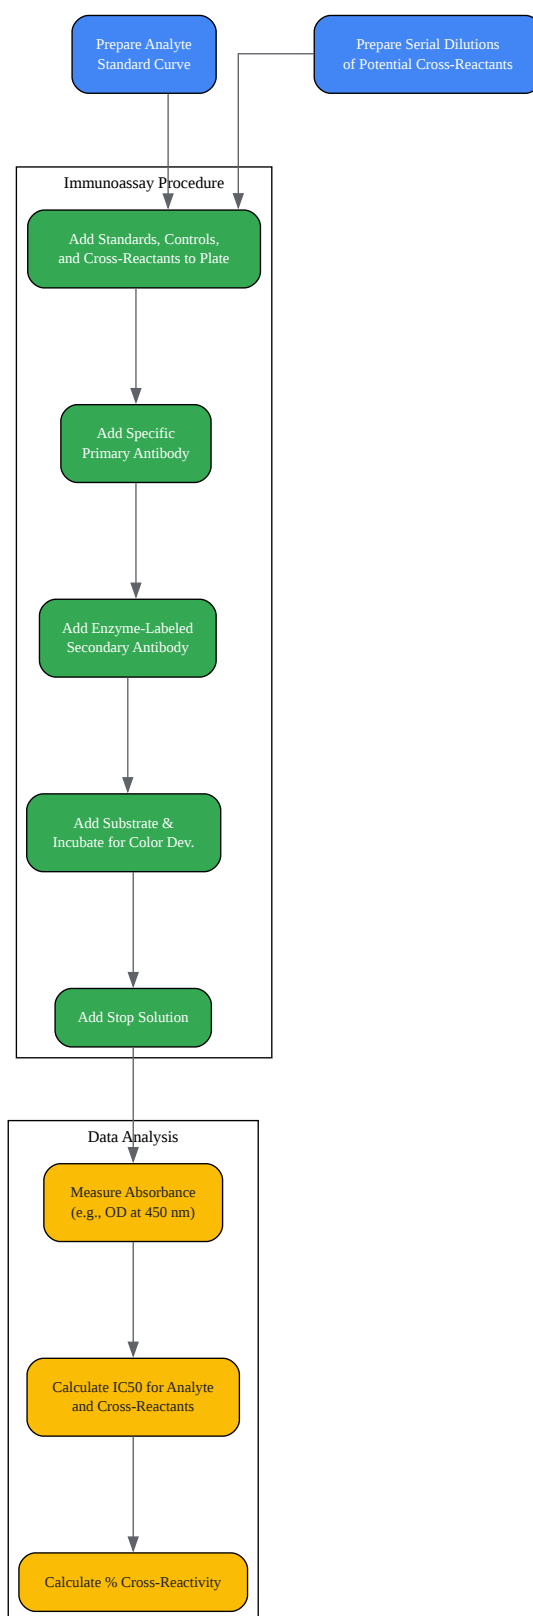 Prepare Analyte
Standard Curve
Prepare Serial Dilutions
of Potential Cross-Reactants
Immunoassay Procedure
Add Standards, Controls,
and Cross-Reactants to Plate
Add Specific
Primary Antibody
Add Enzyme-Labeled
Secondary Antibody
Add Substrate &
Incubate for Color Dev.
Add Stop Solution
Data Analysis
Measure Absorbance
(e.g., OD at 450 nm)
Calculate IC50 for Analyte
and Cross-Reactants
Calculate % Cross-Reactivity